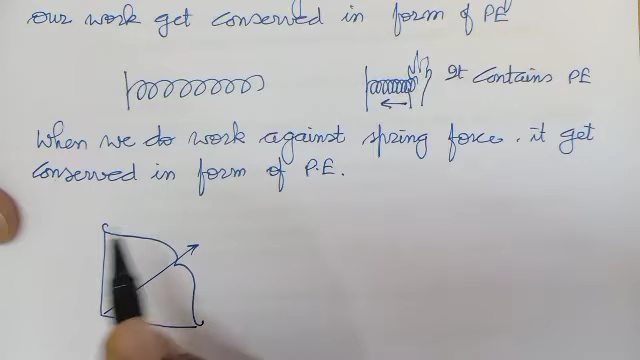 our work get conserved in form of PE
It contains PE
When we do work against spring force. it get
conserved in form of P.E.